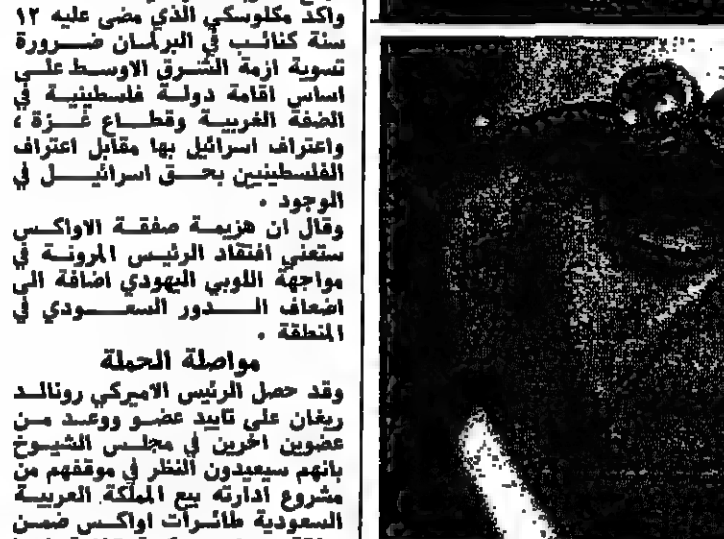 واكد مكلوسكي الذي مضى عليه ١٢
سنة كنائب في البرلمان ضرورة
تسوية ازمة الشرق الاوسط على
اساس اقامة دولة فلسطينية في
الضفة الغربية وقطاع غزة ،
واعتراف اسرائيل بها مقابل اعتراف
الفلسطينيين بحق اسرائيل في
الوجود .
وقال ان هزيمة صفقة الاواكس
ستعني افتقاد الرئيس المرونة في
مواجهة اللوبي اليهودي اضافة الى
اضعاف الدور السعودي في
المنطقة .
مواصلة الحملة
وقد حصل الرئيس الاميركي رونالد
ريغان على تاييد عضو ووعد من
عضوين اخرين في مجلس الشيوخ
بانهم سيعيدون النظر في موقفهم من
مشروع ادارته بيع المملكة العربية
السعودية طائرات اواكس ضمن